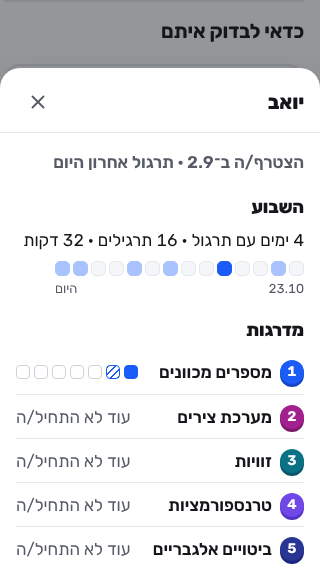 כדאי לבדוק איתם
יואב
הצטרף/ה ב־2.9 • תרגול אחרון היום
השבוע
4 ימים עם תרגול • 16 תרגילים • 32 דקות
23.10 היום
מדרגות
1 מספרים מכוונים
2 מערכת צירים עוד לא התחיל/ה
3 זוויות עוד לא התחיל/ה
4 טרנספורמציות עוד לא התחיל/ה
5 ביטויים אלגבריים עוד לא התחיל/ה